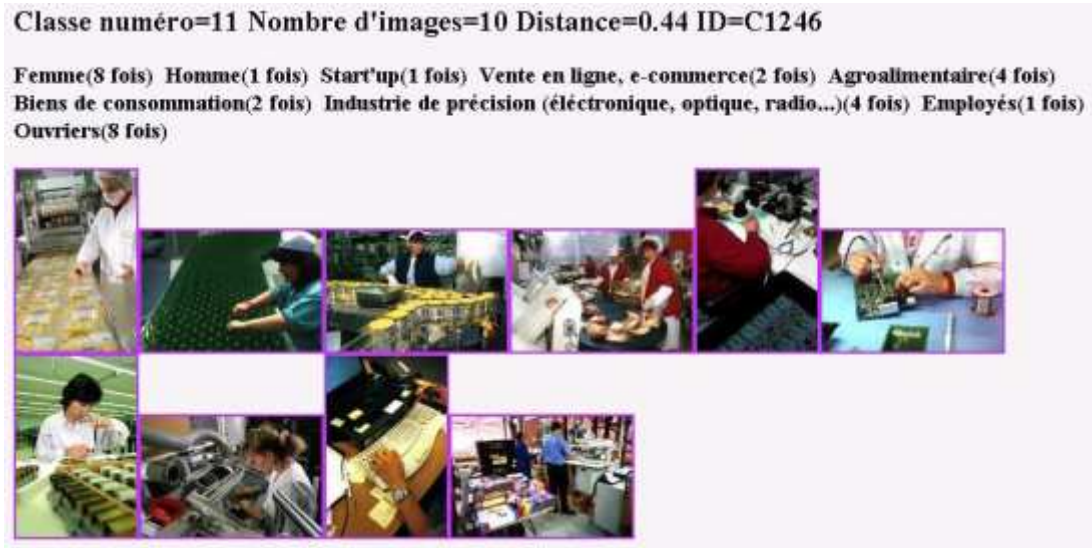 Classe numéro=11 Nombre d'images=10 Distance=0.44 ID=C1246
Femme(8 fois) Homme(1 fois) Start'up(1 fois) Vente en ligne, e-commerce(2 fois) Agroalimentaire(4 fois)
Biens de consommation(2 fois) Industrie de précision (éléctronique, optique, radio...)(4 fois) Employés(1 fois)
Ouvriers(8 fois)